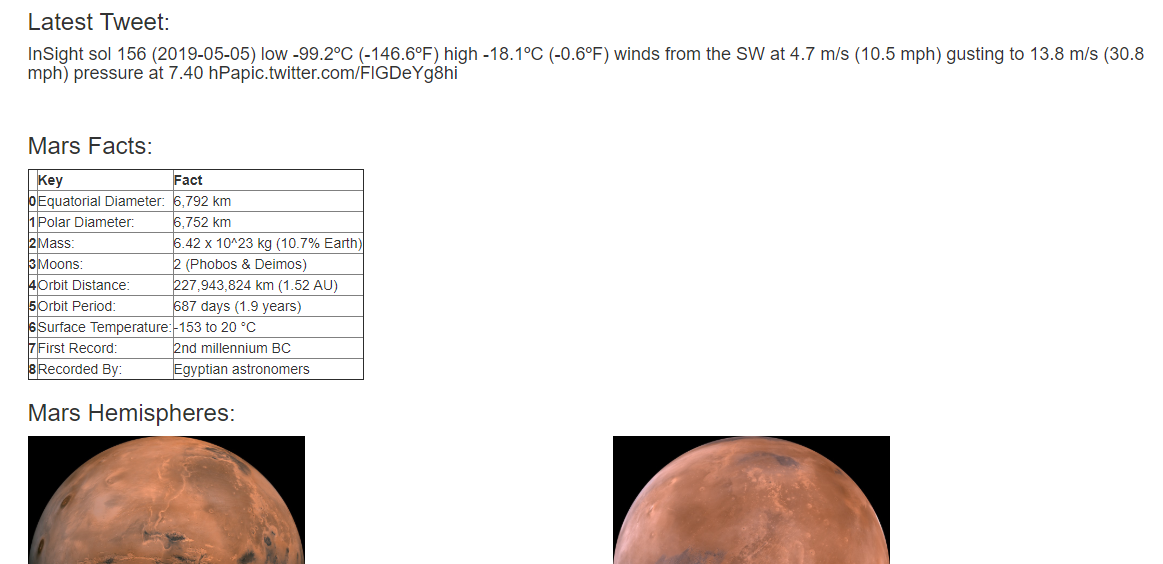 Latest Tweet:
InSight sol 156 (2019-05-05) low -99.2ºC (-146.6ºF) high -18.1ºC (-0.6ºF) winds from the SW at 4.7 m/s (10.5 mph) gusting to 13.8 m/s (30.8
mph) pressure at 7.40 hPapic.twitter.com/FlGDeYg8hi
Mars Facts:
Key Fact
0 Equatorial Diameter: 6,792 km
1 Polar Diameter: 6,752 km
2 Mass: 6.42 x 10^23 kg (10.7% Earth)
3 Moons: 2 (Phobos & Deimos)
4 Orbit Distance: 227,943,824 km (1.52 AU)
5 Orbit Period: 687 days (1.9 years)
6 Surface Temperature: -153 to 20 °C
7 First Record: 2nd millennium BC
8 Recorded By: Egyptian astronomers
Mars Hemispheres: